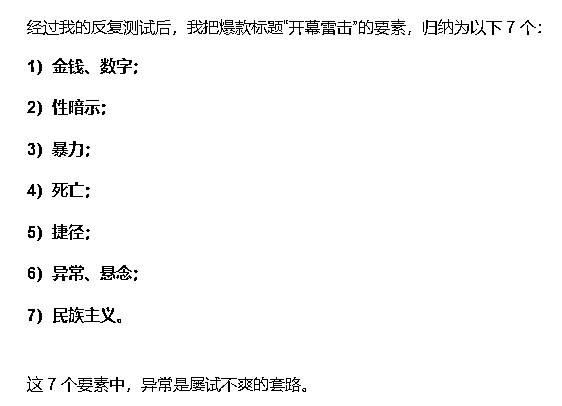 经过我的反复测试后，我把爆款标题“开幕雷击”的要素，归纳为以下 7 个：
1）金钱、数字；
2）性暗示；
3）暴力；
4）死亡；
5）捷径；
6）异常、悬念；
7）民族主义。
这 7 个要素中，异常是屡试不爽的套路。